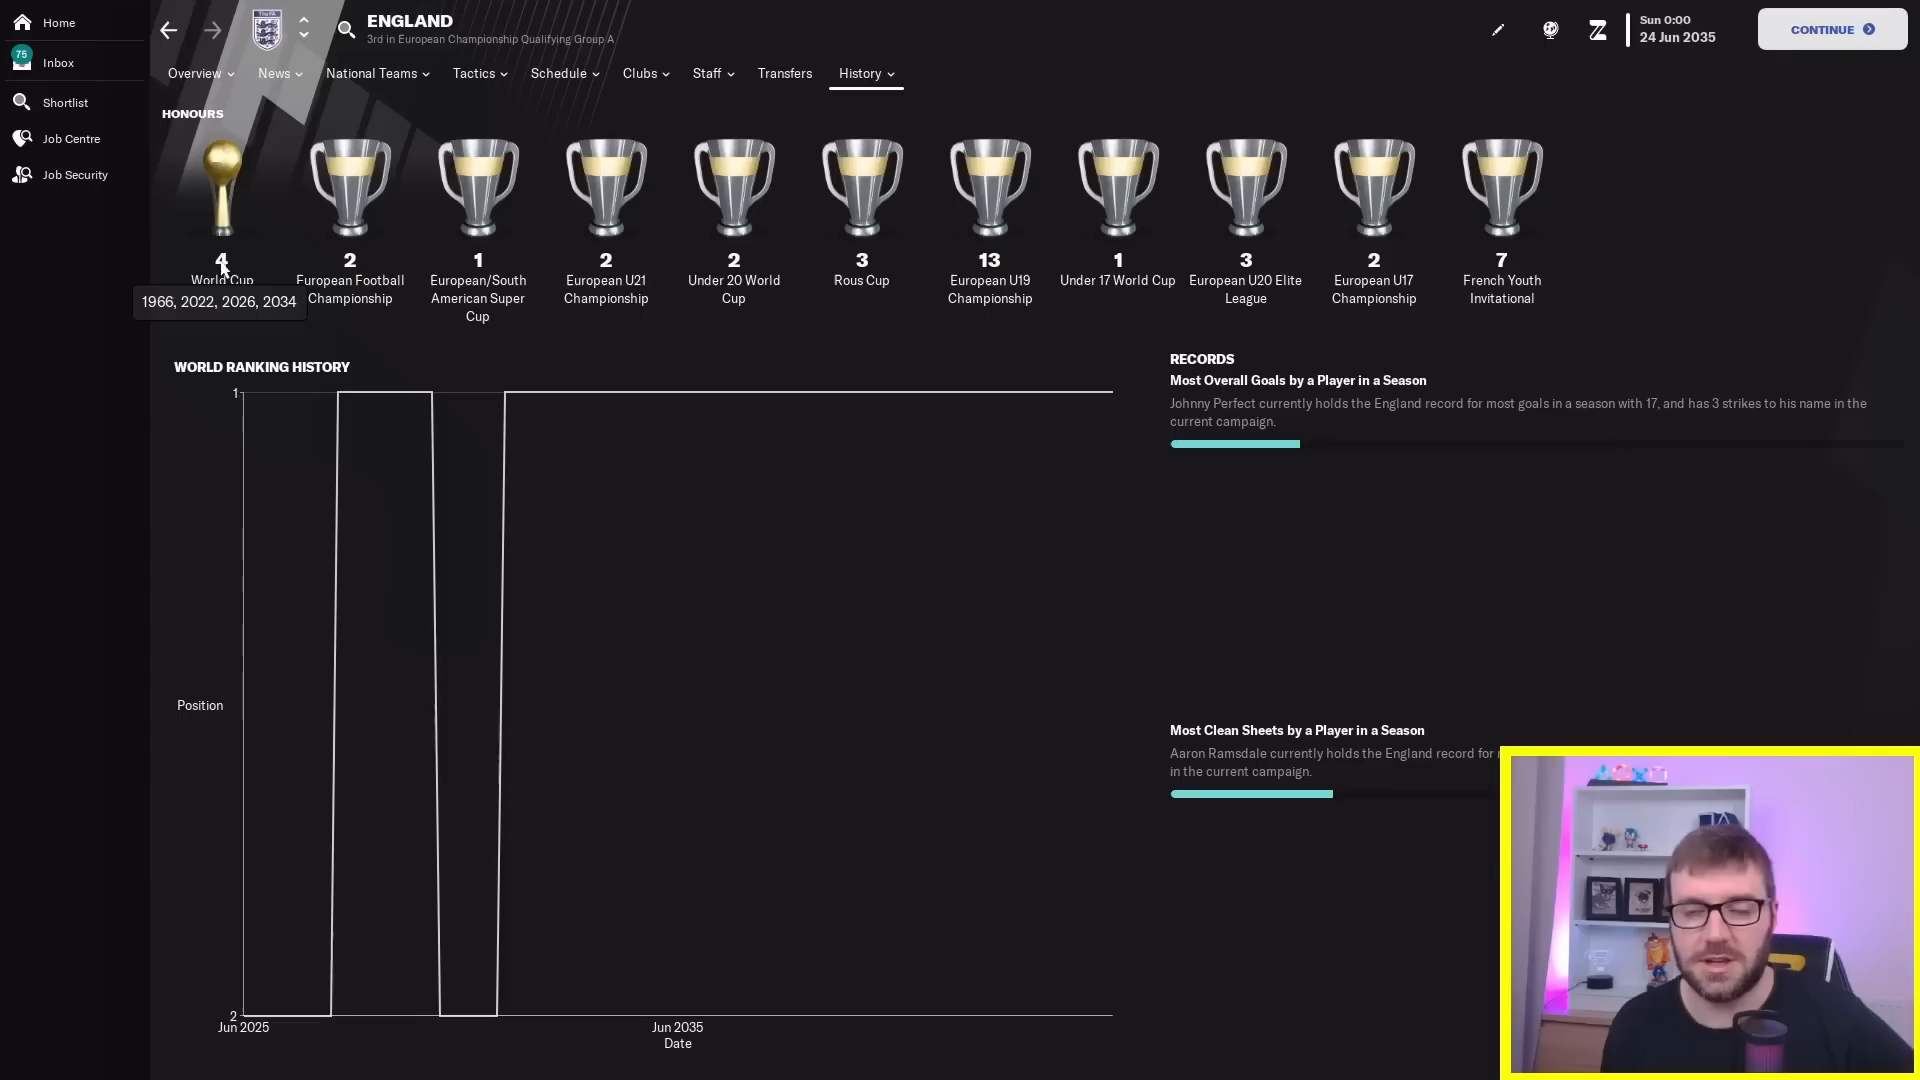 Home
75
Inbox
Shortlist
Job Centre
Job Security
ENGLAND
3rd in European Championship Qualifying Group A
Sun 0:00
24 Jun 2035
CONTINUE
Overview
News
National Teams
Tactics
Schedule
Clubs
Staff
Transfers
History
HONOURS
4
World Cup
1966, 2022, 2026, 2034
2
European Football
Championship
1
European/South
American Super
Cup
2
European U21
Championship
2
Under 20 World
Cup
3
Rous Cup
13
European U19
Championship
1
Under 17 World Cup
3
European U20 Elite
League
2
European U17
Championship
7
French Youth
Invitational
WORLD RANKING HISTORY
1
Position
2
Jun 2025
Jun 2035
Date
RECORDS
Most Overall Goals by a Player in a Season
Johnny Perfect currently holds the England record for most goals in a season with 17, and has 3 strikes to his name in the
current campaign.
Most Clean Sheets by a Player in a Season
Aaron Ramsdale currently holds the England record for
in the current campaign.